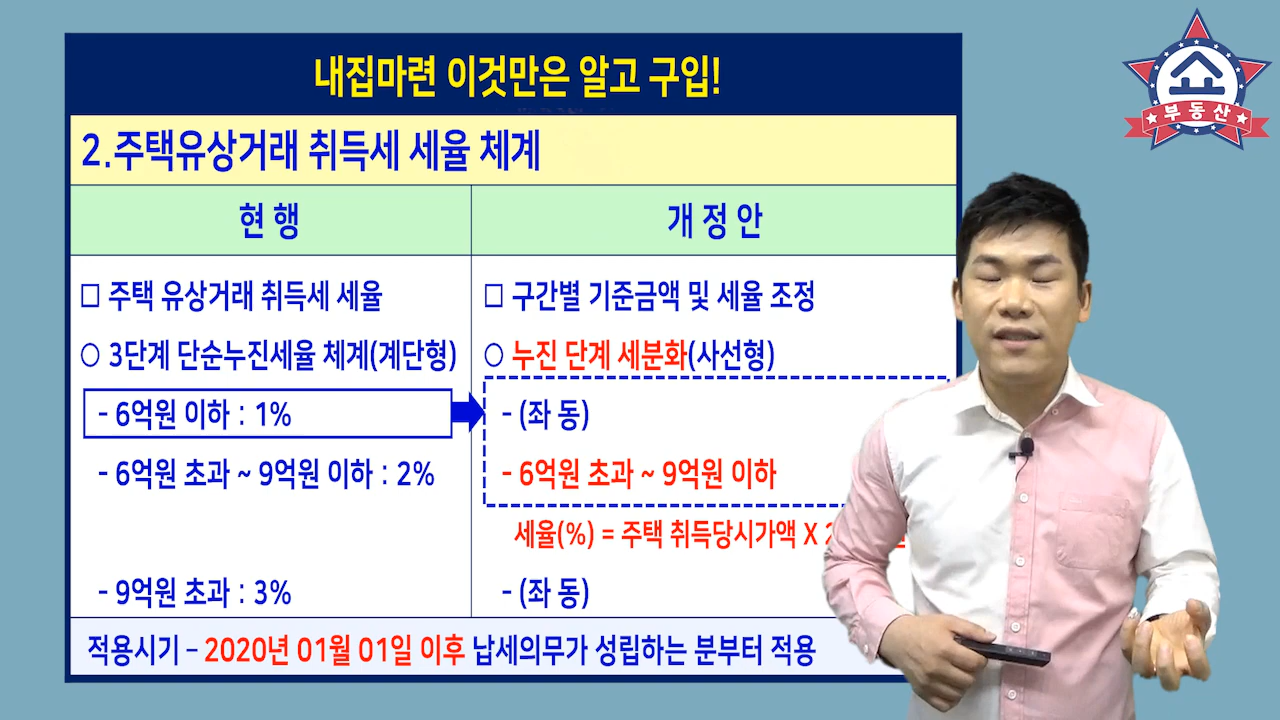 내집마련 이것만은 알고 구입!
부동산
2.주택유상거래 취득세 세율 체계
현 행
개 정 안
□ 주택 유상거래 취득세 세율
○ 3단계 단순누진세율 체계(계단형)
- 6억원 이하 : 1%
- 6억원 초과 ~ 9억원 이하 : 2%
- 9억원 초과 : 3%
□ 구간별 기준금액 및 세율 조정
○ 누진 단계 세분화(사선형)
- (좌 동)
- 6억원 초과 ~ 9억원 이하
세율(%) = 주택 취득당시가액 X
- (좌 동)
적용시기 - 2020년 01월 01일 이후 납세의무가 성립하는 분부터 적용